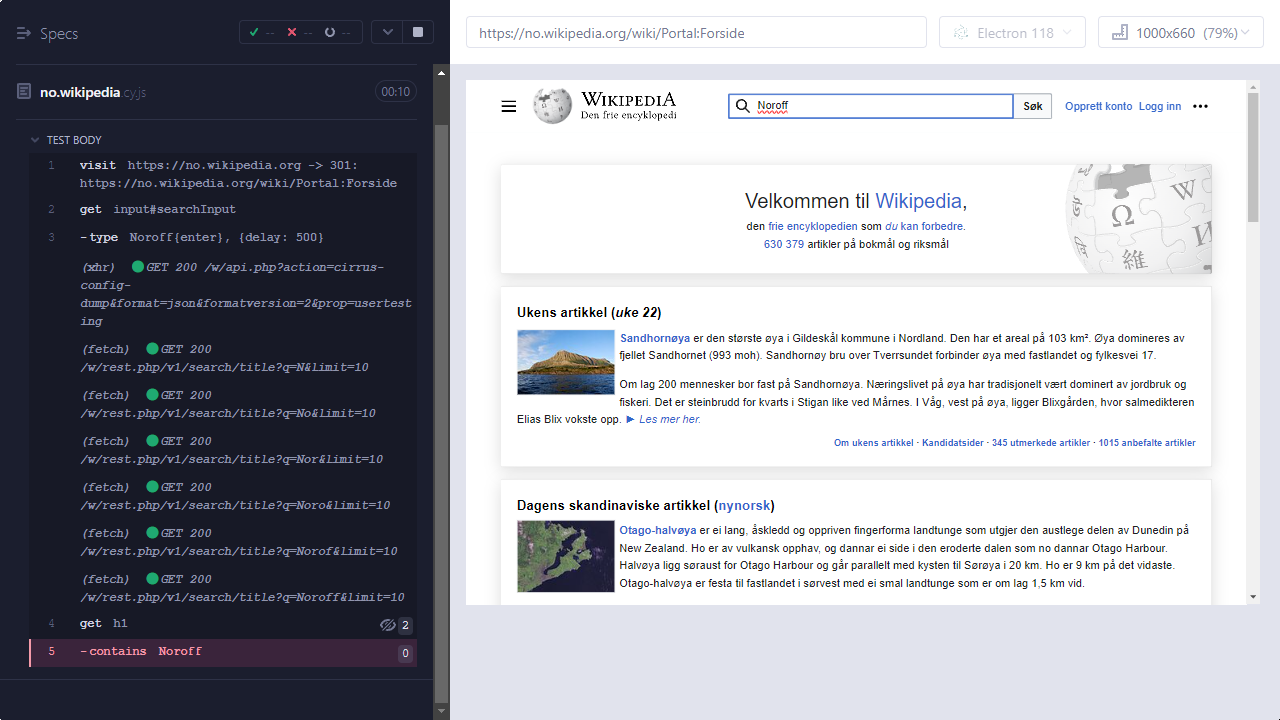 Specs
-- -- --
no.wikipedia.cy.js
00:10
TEST BODY
1 visit https://no.wikipedia.org -> 301:
https://no.wikipedia.org/wiki/Portal:Forside
2 get input#searchInput
3 -type Noroff{enter}, {delay: 500}
(xhr) GET 200 /w/api.php?action=cirrus-
config-
dump&format=json&formatversion=2&prop=usertest
ing
(fetch) GET 200
/w/rest.php/v1/search/title?q=N&limit=10
(fetch) GET 200
/w/rest.php/v1/search/title?q=No&limit=10
(fetch) GET 200
/w/rest.php/v1/search/title?q=Nor&limit=10
(fetch) GET 200
/w/rest.php/v1/search/title?q=Noro&limit=10
(fetch) GET 200
/w/rest.php/v1/search/title?q=Norof&limit=10
(fetch) GET 200
/w/rest.php/v1/search/title?q=Noroff&limit=10
4 get h1 2
5 -contains Noroff 0
https://no.wikipedia.org/wiki/Portal:Forside
Electron 118
1000x660 (79%)
WIKIPEDIA
Den frie encyklopedi
Noroff
Søk
Opprett konto Logg inn
Velkommen til Wikipedia,
den frie encyklopedien som du kan forbedre.
630 379 artikler på bokmål og riksmål
Ω W
維
Ukens artikkel (uke 22)
Sandhornøya er den største øya i Gildeskål kommune i Nordland. Den har et areal på 103 km². Øya domineres av
fjellet Sandhornet (993 moh). Sandhornøy bru over Tverrsundet forbinder øya med fastlandet og fylkesvei 17.
Om lag 200 mennesker bor fast på Sandhornøya. Næringslivet på øya har tradisjonelt vært dominert av jordbruk og
fiskeri. Det er steinbrudd for kvarts i Stigan like ved Mårnes. I Våg, vest på øya, ligger Blixgården, hvor salmedikteren
Elias Blix vokste opp. ► Les mer her.
Om ukens artikkel · Kandidatsider · 345 utmerkede artikler · 1015 anbefalte artikler
Dagens skandinaviske artikkel (nynorsk)
Otago-halvøya er ei lang, åskledd og oppriven fingerforma landtunge som utgjer den austlege delen av Dunedin på
New Zealand. Ho er av vulkansk opphav, og dannar ei side i den eroderte dalen som no dannar Otago Harbour.
Halvøya ligg søraust for Otago Harbour og går parallelt med kysten til Sørøya i 20 km. Ho er 9 km på det vidaste.
Otago-halvøya er festa til fastlandet i sørvest med ei smal landtunge som er om lag 1,5 km vid.